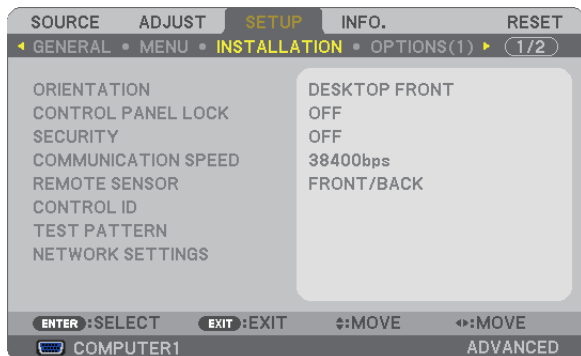 SOURCE ADJUST SETUP INFO. RESET
GENERAL • MENU • INSTALLATION • OPTIONS(1) 1/2
ORIENTATION DESKTOP FRONT
CONTROL PANEL LOCK OFF
SECURITY OFF
COMMUNICATION SPEED 38400bps
REMOTE SENSOR FRONT/BACK
CONTROL ID
TEST PATTERN
NETWORK SETTINGS
ENTER :SELECT EXIT :EXIT :MOVE :MOVE
COMPUTER1 ADVANCED